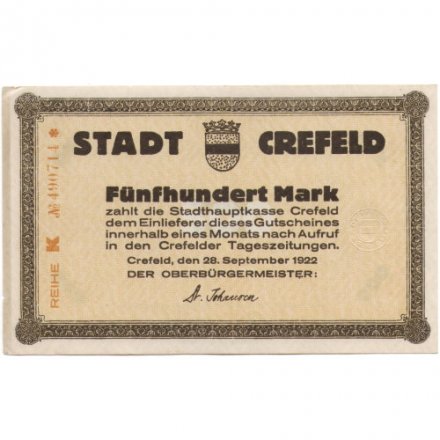 STADT CREFELD
Fünfhundert Mark
zahlt die Stadthauptkasse Crefeld
dem Einlieferer dieses Gutscheines
innerhalb eines Monats nach Aufruf
in den Crefelder Tageszeitungen.
Crefeld, den 28. September 1922
DER OBERBÜRGERMEISTER:
REIHE K № 490714 *